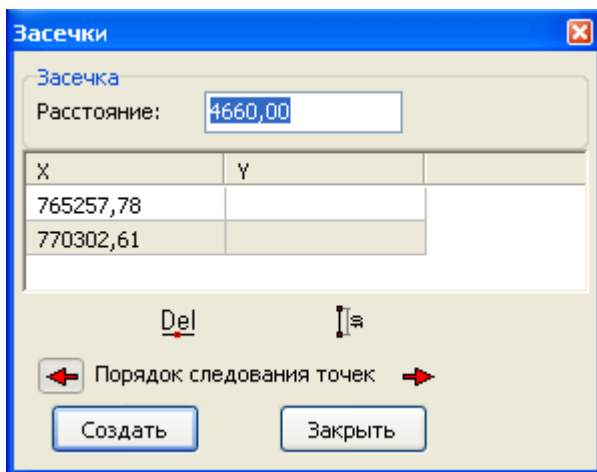 Засечки
Засечка
Расстояние: 4660,00
X Y
765257,78
770302,61
Del
Порядок следования точек
Создать Закрыть